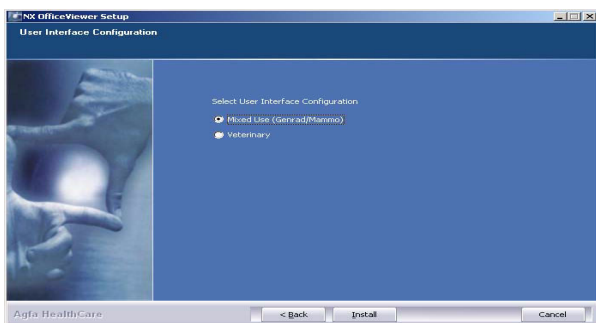 NX OfficeViewer Setup
User Interface Configuration
Select User Interface Configuration
Mixed Use (Genrad/Mammo)
Veterinary
Agfa HealthCare
< Back
Install
Cancel